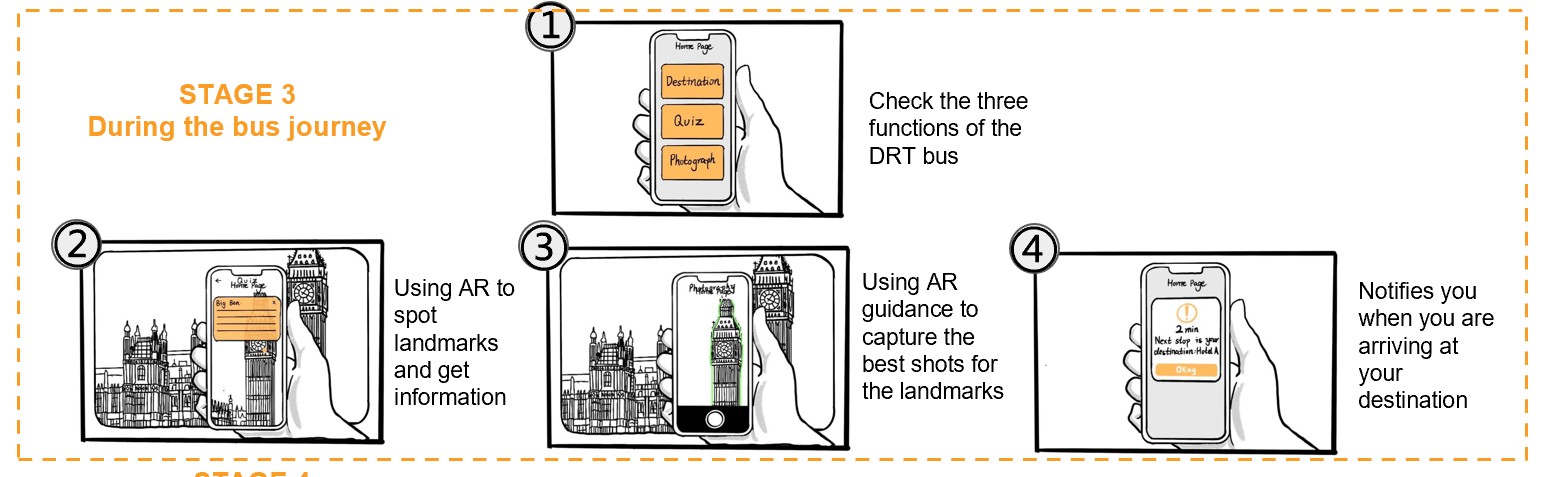 STAGE 3
During the bus journey
1
Home Page
Destination
Quiz
Photograph
Check the three
functions of the
DRT bus
2
Quiz
Home Page
Big Ben x
Using AR to
spot
landmarks
and get
information
3
Photography
Home Page
Using AR
guidance to
capture the
best shots for
the landmarks
4
Home Page
!
2 min
Next stop is your
destination:Hotel A
Okay
Notifies you
when you are
arriving at
your
destination
STAGE 4